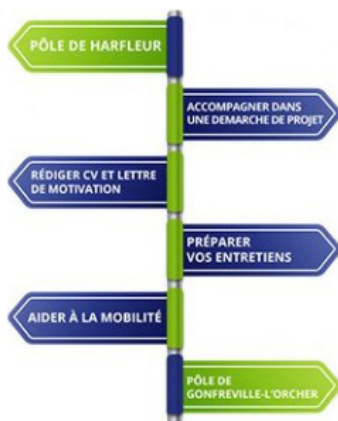 PÔLE DE HARFLEUR
ACCOMPAGNER DANS
UNE DEMARCHE DE PROJET
RÉDIGER CV ET LETTRE
DE MOTIVATION
PRÉPARER
VOS ENTRETIENS
AIDER À LA MOBILITÉ
PÔLE DE
GONFREVILLE-L'ORCHER